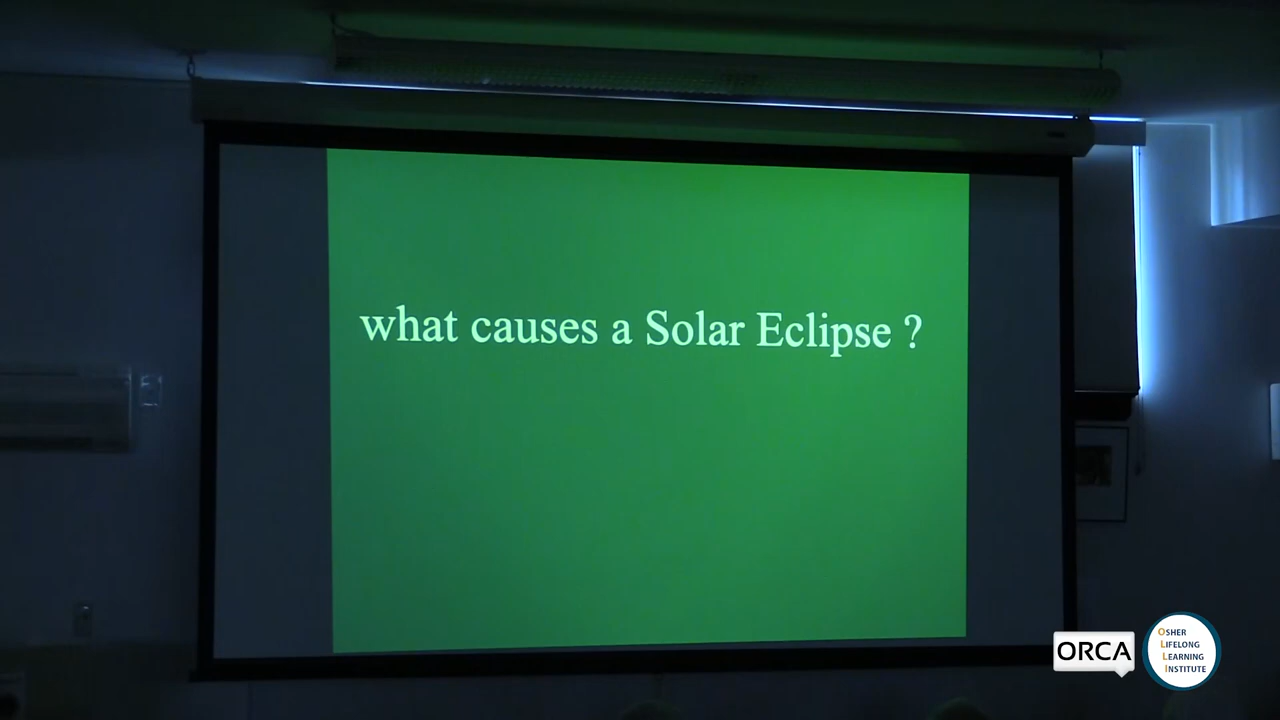 what causes a Solar Eclipse ?
ORCA
OSHER
LIFELONG
LEARNING
INSTITUTE